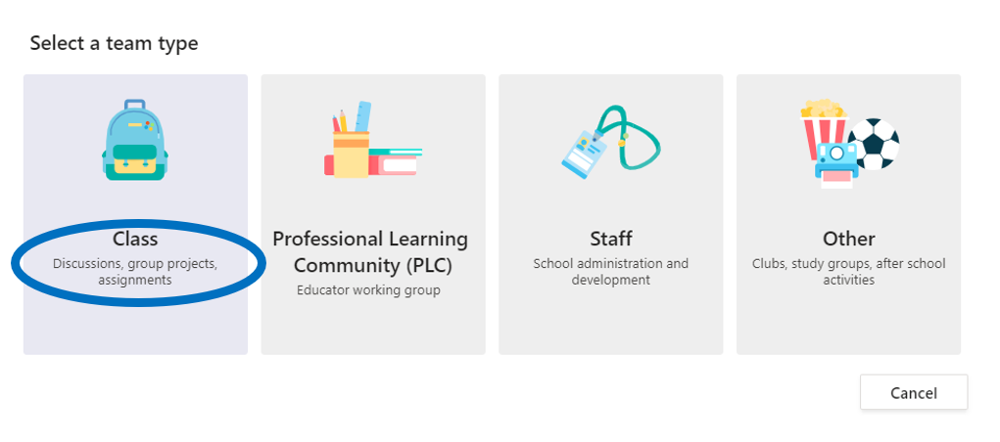 Select a team type
Class
Discussions, group projects,
assignments
Professional Learning
Community (PLC)
Educator working group
Staff
School administration and
development
Other
Clubs, study groups, after school
activities
Cancel